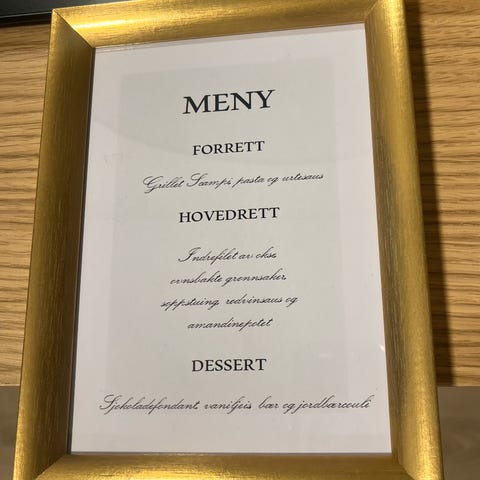 MENY
FORRETT
Grillet Scampi, pasta og urtesaus
HOVEDRETT
Indrefilet av okse,
ovnsbakte grønnsaker,
soppstuing, rødvinsaus og
amandinepotet
DESSERT
Sjokoladefondant, vaniljeis bær og jordbærcouli